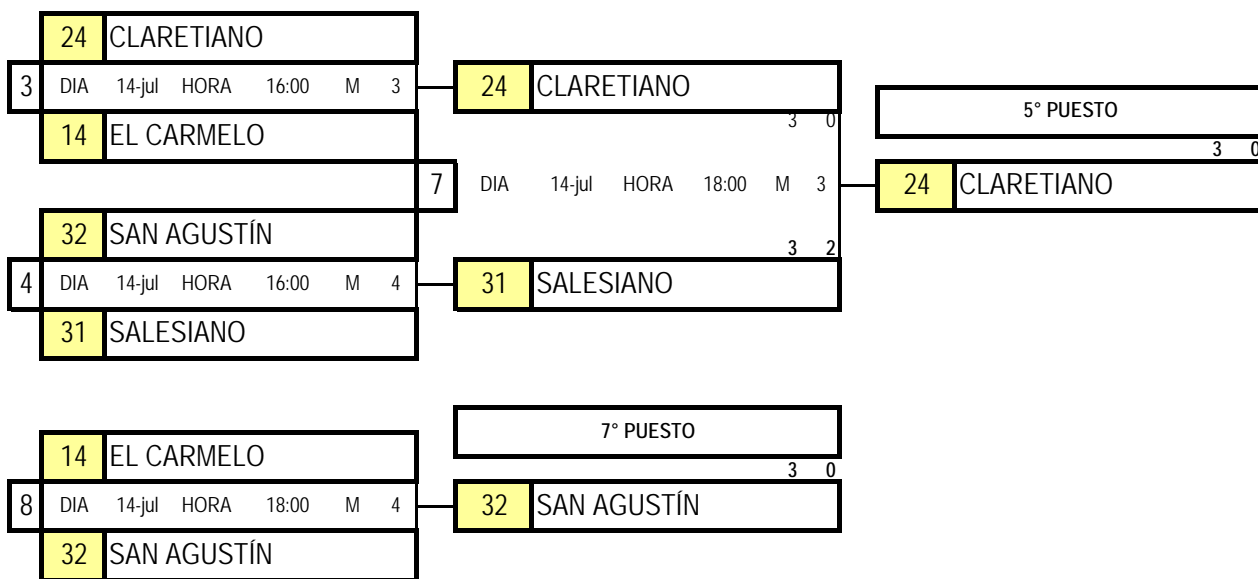 24 CLARETIANO
3 DIA 14-jul HORA 16:00 M 3
24 CLARETIANO
5° PUESTO
14 EL CARMELO
3 0
3 0
7 DIA 14-jul HORA 18:00 M 3
24 CLARETIANO
32 SAN AGUSTÍN
3 2
4 DIA 14-jul HORA 16:00 M 4
31 SALESIANO
31 SALESIANO
7° PUESTO
14 EL CARMELO
3 0
8 DIA 14-jul HORA 18:00 M 4
32 SAN AGUSTÍN
32 SAN AGUSTÍN